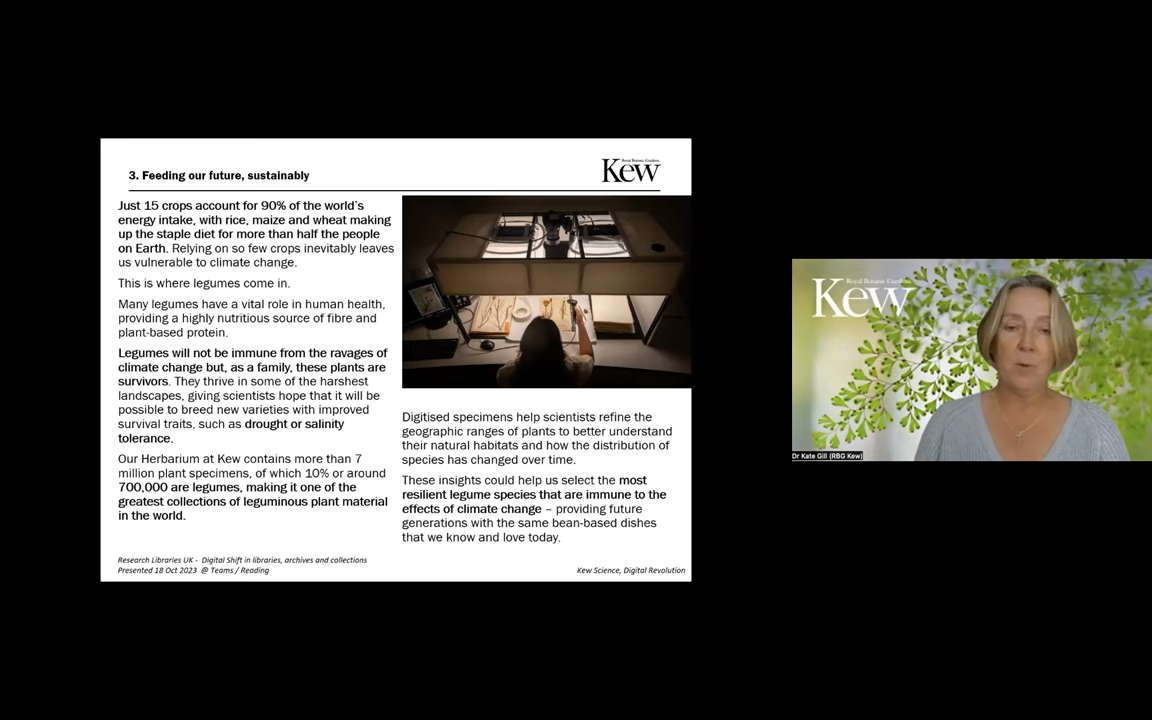 3. Feeding our future, sustainably
Royal Botanic Gardens
Kew
Just 15 crops account for 90% of the world's
energy intake, with rice, maize and wheat making
up the staple diet for more than half the people
on Earth. Relying on so few crops inevitably leaves
us vulnerable to climate change.
This is where legumes come in.
Many legumes have a vital role in human health,
providing a highly nutritious source of fibre and
plant-based protein.
Legumes will not be immune from the ravages of
climate change but, as a family, these plants are
survivors. They thrive in some of the harshest
landscapes, giving scientists hope that it will be
possible to breed new varieties with improved
survival traits, such as drought or salinity
tolerance.
Our Herbarium at Kew contains more than 7
million plant specimens, of which 10% or around
700,000 are legumes, making it one of the
greatest collections of leguminous plant material
in the world.
Digitised specimens help scientists refine the
geographic ranges of plants to better understand
their natural habitats and how the distribution of
species has changed over time.
These insights could help us select the most
resilient legume species that are immune to the
effects of climate change – providing future
generations with the same bean-based dishes
that we know and love today.
Research Libraries UK - Digital Shift in libraries, archives and collections
Presented 18 Oct 2023 @ Teams / Reading
Kew Science, Digital Revolution
Royal Botanic Gardens
Kew
Dr Kate Gill (RBG Kew)